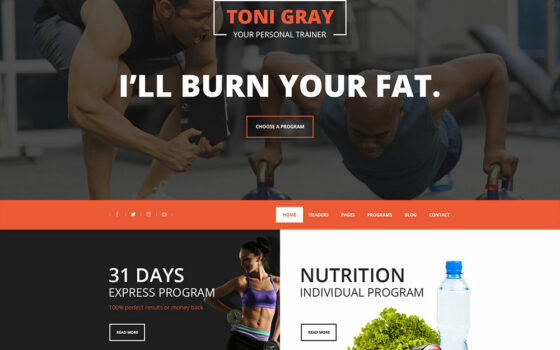 TONI GRAY
YOUR PERSONAL TRAINER
I'LL BURN YOUR FAT.
CHOOSE A PROGRAM
HOME HEADERS PAGES PROGRAMS BLOG CONTACT
31 DAYS
EXPRESS PROGRAM
100% perfect results or money back
READ MORE
NUTRITION
INDIVIDUAL PROGRAM
READ MORE